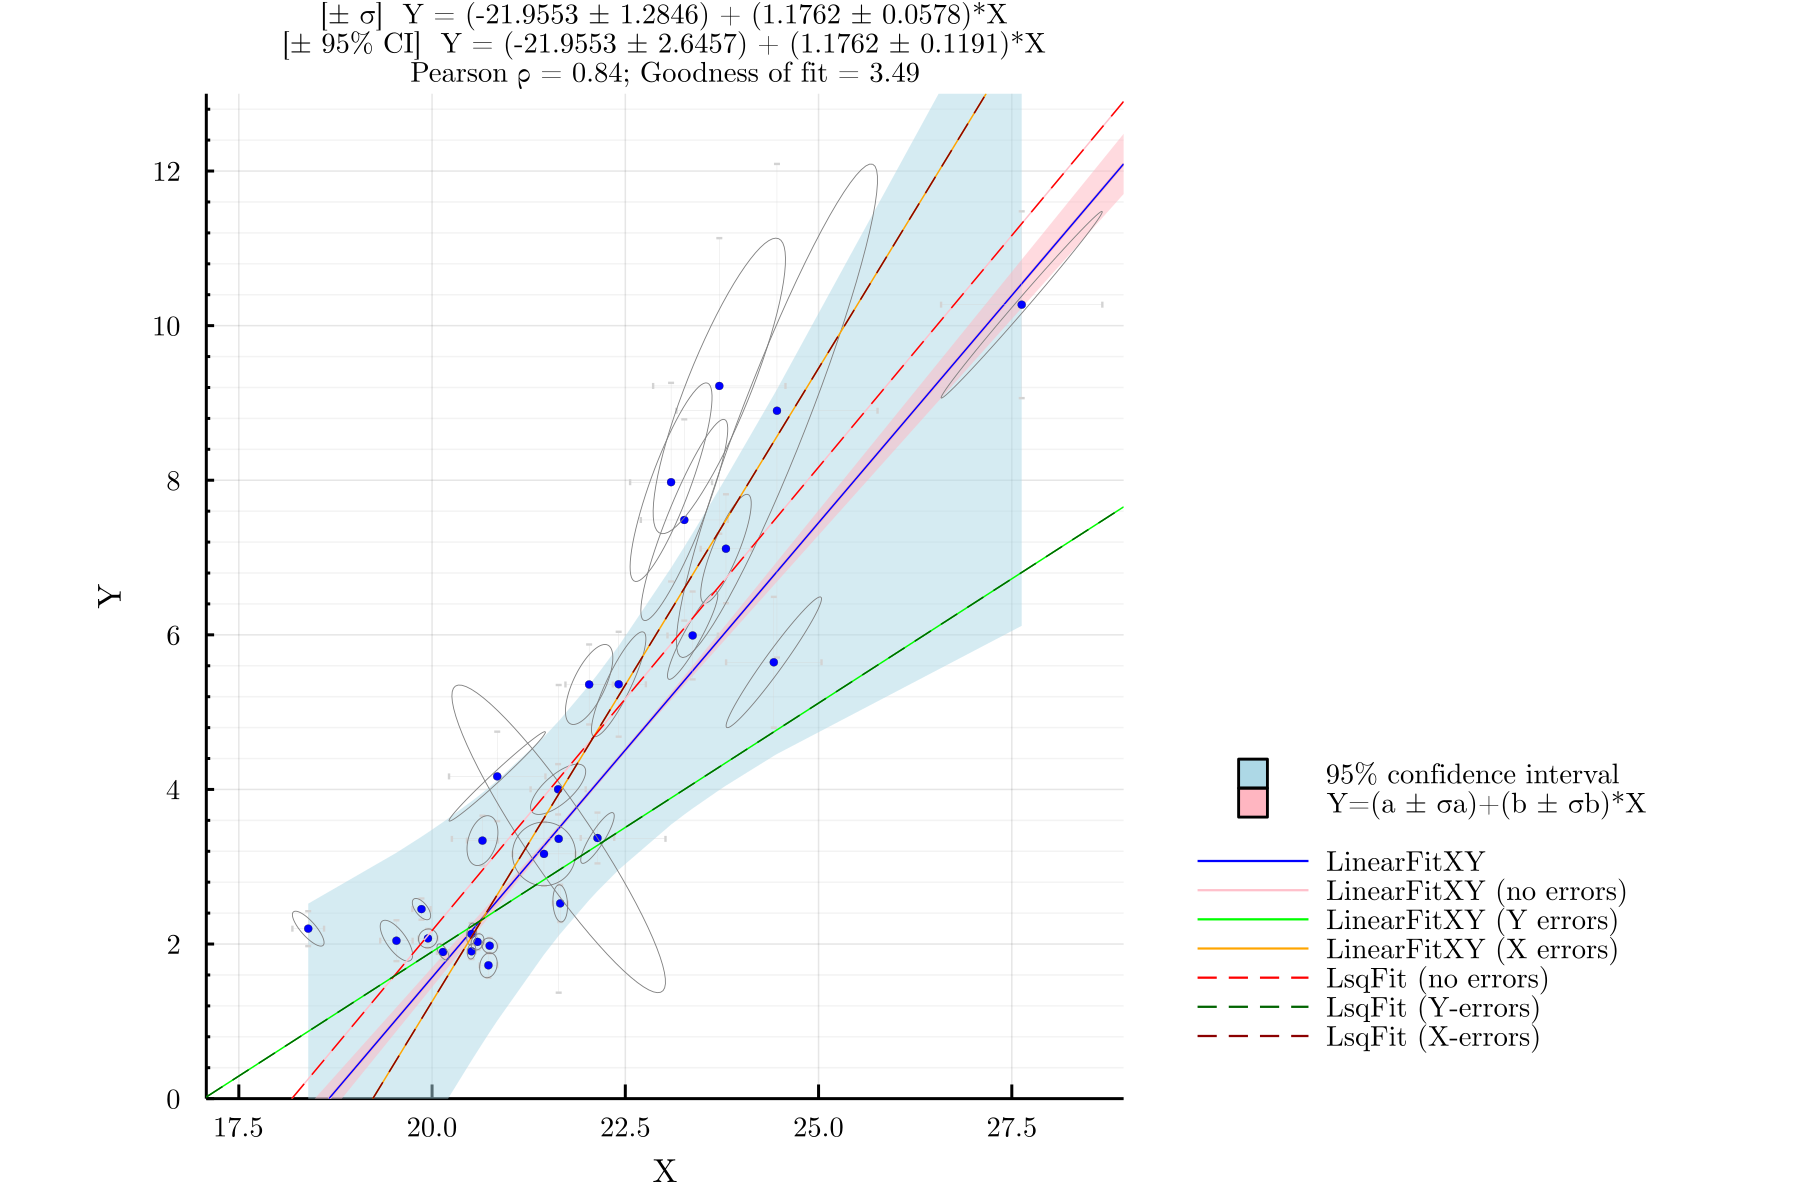 [± σ] Y = (-21.9553 ± 1.2846) + (1.1762 ± 0.0578)*X
[± 95% CI] Y = (-21.9553 ± 2.6457) + (1.1762 ± 0.1191)*X
Pearson ρ = 0.84; Goodness of fit = 3.49
12
10
8
6
4
2
0
Y
17.5 20.0 22.5 25.0 27.5
X
95% confidence interval
Y=(a ± σa)+(b ± σb)*X
LinearFitXY
LinearFitXY (no errors)
LinearFitXY (Y errors)
LinearFitXY (X errors)
LsqFit (no errors)
LsqFit (Y-errors)
LsqFit (X-errors)